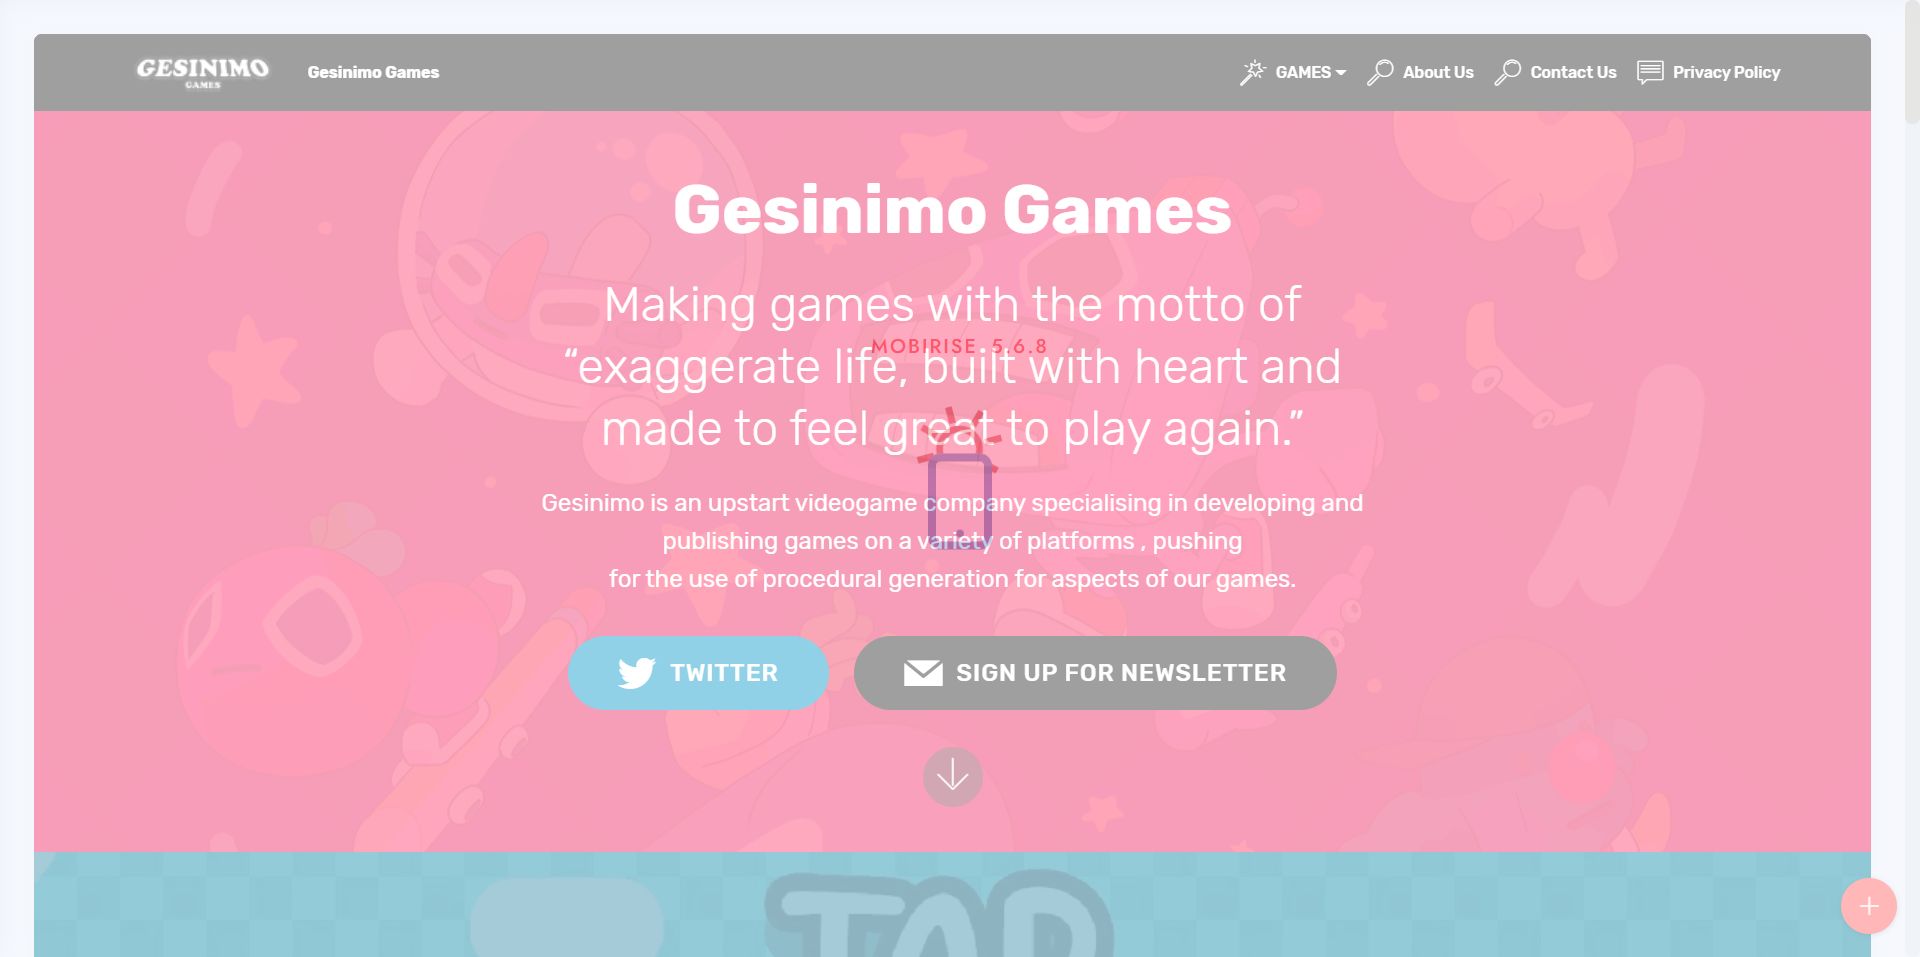 GESINIMO
GAMES
Gesinimo Games
GAMES
About Us
Contact Us
Privacy Policy
Gesinimo Games
Making games with the motto of
MOBIRISE 5.6.8
“exaggerate life, built with heart and
made to feel great to play again.”
Gesinimo is an upstart videogame company specialising in developing and
publishing games on a variety of platforms , pushing
for the use of procedural generation for aspects of our games.
TWITTER
SIGN UP FOR NEWSLETTER
TAP